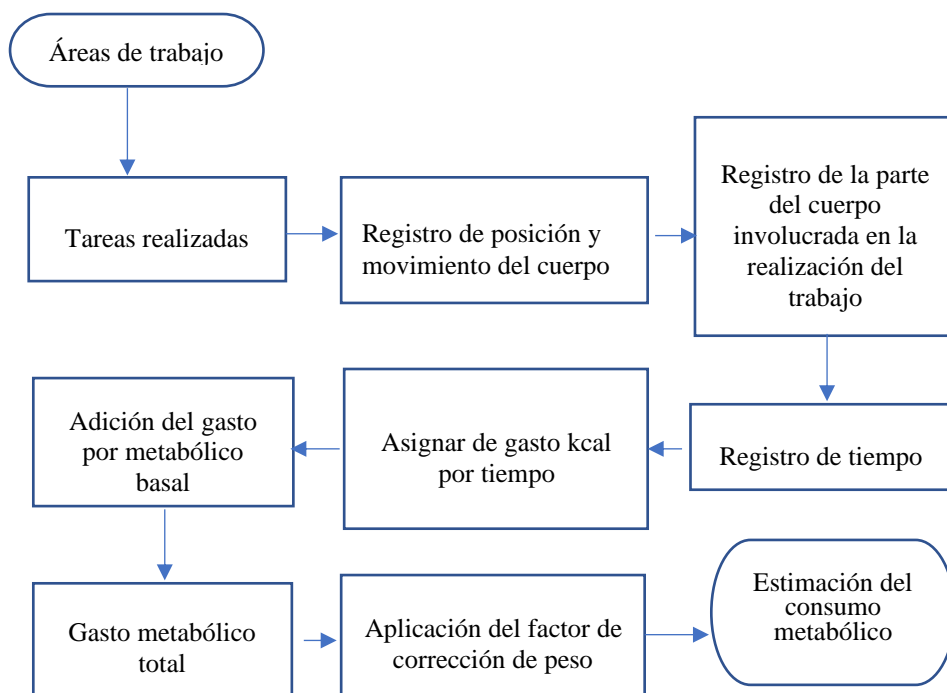 Áreas de trabajo
Tareas realizadas
Registro de posición y
movimiento del cuerpo
Registro de la parte
del cuerpo
involucrada en la
realización del
trabajo
Registro de tiempo
Asignar de gasto kcal
por tiempo
Adición del gasto
por metabólico
basal
Gasto metabólico
total
Aplicación del factor de
corrección de peso
Estimación del
consumo
metabólico